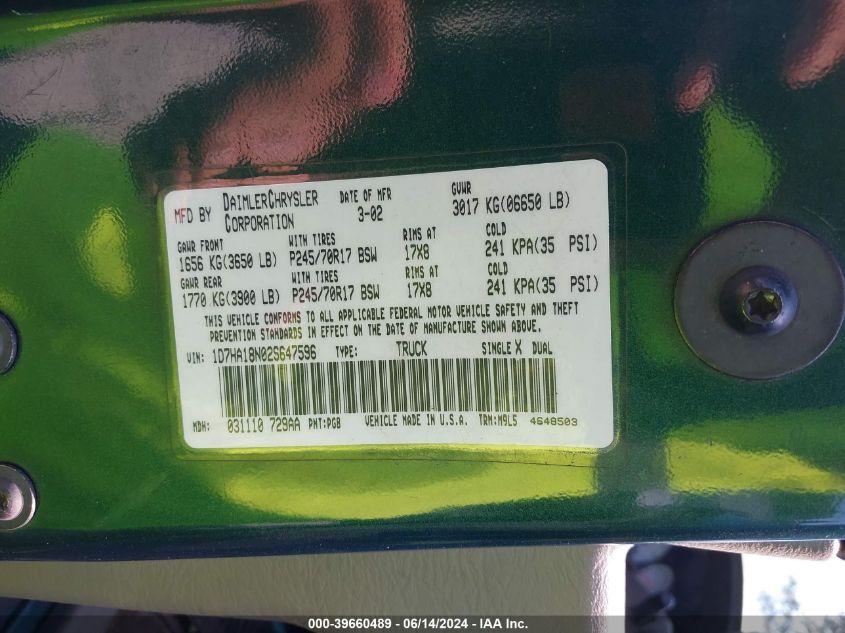 MFD BY DAIMLERCHRYSLER CORPORATION DATE OF MFR 3-02 GVWR 3017 KG(06650 LB)
GAWR FRONT WITH TIRES RIMS AT COLD
1656 KG(3650 LB) P245/70R17 BSW 17X8 241 KPA(35 PSI)
GAWR REAR WITH TIRES RIMS AT COLD
1770 KG(3900 LB) P245/70R17 BSW 17X8 241 KPA(35 PSI)
THIS VEHICLE CONFORMS TO ALL APPLICABLE FEDERAL MOTOR VEHICLE SAFETY AND THEFT
PREVENTION STANDARDS IN EFFECT ON THE DATE OF MANUFACTURE SHOWN ABOVE.
VIN: 1D7HA18N02S647596 TYPE: TRUCK SINGLE X DUAL
MDH: 031110 729AA PNT:PGB VEHICLE MADE IN U.S.A. TRM:M9L5 4648503
000-39660489 - 06/14/2024 - IAA Inc.